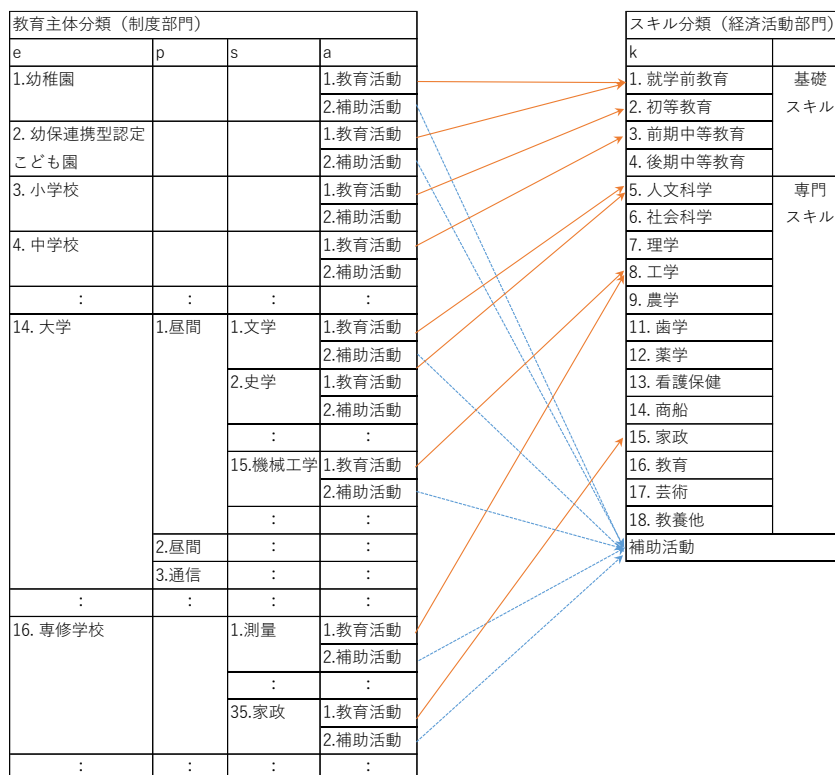 教育主体分類（制度部門）
e p s a
1.幼稚園 1.教育活動
2.補助活動
2. 幼保連携型認定 1.教育活動
こども園 2.補助活動
3. 小学校 1.教育活動
2.補助活動
4. 中学校 1.教育活動
2.補助活動
： ： ： ：
14. 大学 1.昼間 1.文学 1.教育活動
2.補助活動
2.史学 1.教育活動
2.補助活動
： ：
15.機械工学 1.教育活動
2.補助活動
： ：
2.昼間 ： ：
3.通信 ： ：
： ： ： ：
16. 専修学校 1.測量 1.教育活動
2.補助活動
： ：
35.家政 1.教育活動
2.補助活動
： ： ： ：
スキル分類（経済活動部門）
k
1. 就学前教育 基礎
2. 初等教育 スキル
3. 前期中等教育
4. 後期中等教育
5. 人文科学 専門
6. 社会科学 スキル
7. 理学
8. 工学
9. 農学
11. 歯学
12. 薬学
13. 看護保健
14. 商船
15. 家政
16. 教育
17. 芸術
18. 教養他
補助活動